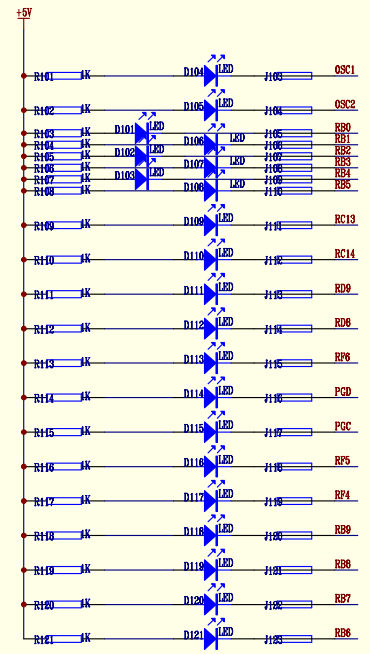 +5V
R101 1K D104 LED J103 OSC1
R102 1K D105 LED J104 OSC2
R103 1K D101 LED J105 RB0
R104 1K D106 LED J106 RB1
R105 1K D102 LED J107 RB2
R106 1K D107 LED J108 RB3
R107 1K D103 J109 RB4
R108 1K D108 LED J110 RB5
R109 1K D109 LED J111 RC13
R110 1K D110 LED J112 RC14
R111 1K D111 LED J113 RD9
R112 1K D112 LED J114 RD8
R113 1K D113 LED J115 RF6
R114 1K D114 LED J116 PGD
R115 1K D115 LED J117 PGC
R116 1K D116 LED J118 RF5
R117 1K D117 LED J119 RF4
R118 1K D118 LED J120 RB9
R119 1K D119 LED J121 RB8
R120 1K D120 LED J122 RB7
R121 1K D121 LED J123 RB6